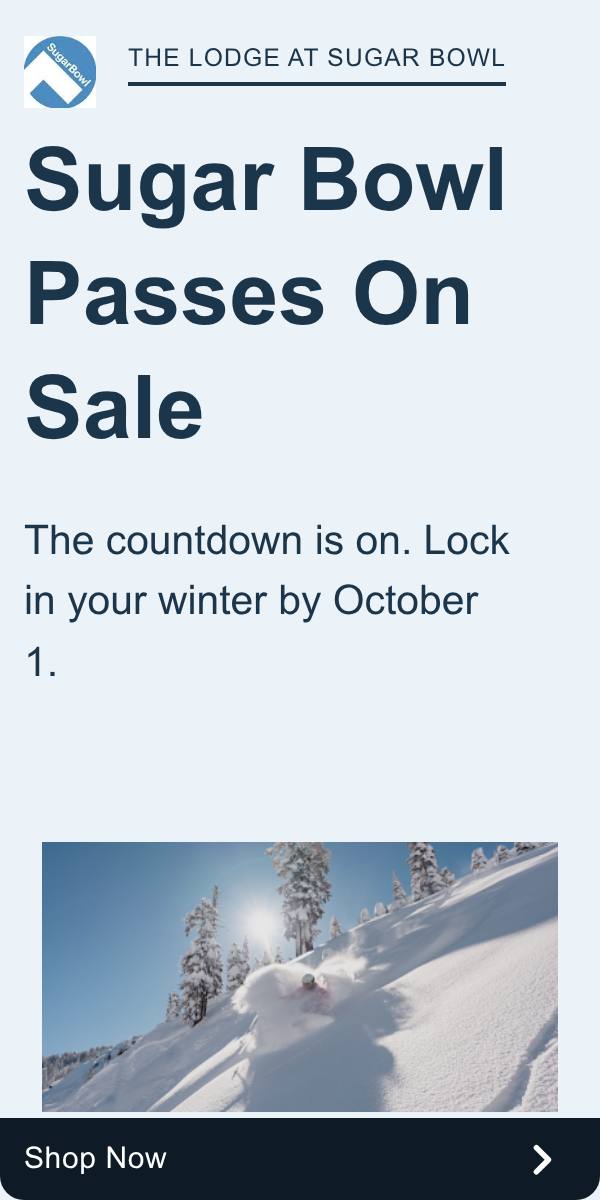 SugarBowl
THE LODGE AT SUGAR BOWL
Sugar Bowl
Passes On
Sale
The countdown is on. Lock
in your winter by October
1.
Shop Now